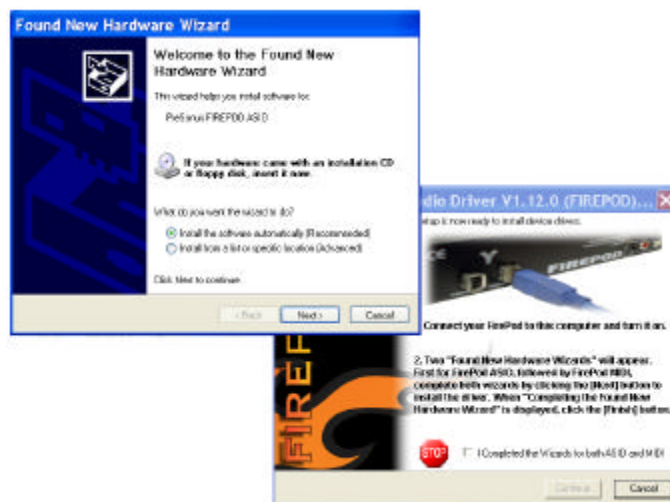 Found New Hardware Wizard
Welcome to the Found New
Hardware Wizard
This wizard helps you install software for:
PreSonus FIREPOD ASIO
If your hardware came with an installation CD
or floppy disk, insert it now.
What do you want the wizard to do?
Install the software automatically (Recommended)
Install from a list or specific location (Advanced)
Click Next to continue.
< Back
Next >
Cancel
dio Driver V1.12.0 (FIREPOD)...
etup is now ready to install device driver.
CE
FIREPOD
Connect your FirePod to this computer and turn it on.
2. Two "Found New Hardware Wizards" will appear.
First for FirePod ASIO, followed by FirePod MIDI,
complete both wizards by clicking the [Next] button to
install the driver. When "Completing the Found New
Hardware Wizard" is displayed, click the [Finish] button.
FIREP
STOP
I Completed the Wizards for both ASIO and MIDI
Continue
Cancel